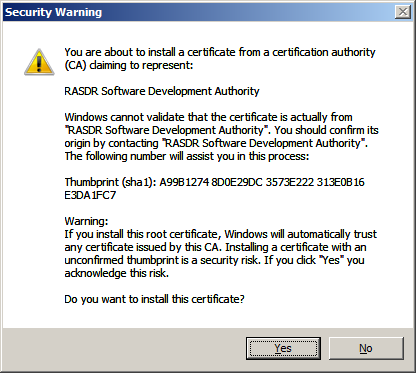 Security Warning
You are about to install a certificate from a certification authority
(CA) claiming to represent:
RASDR Software Development Authority
Windows cannot validate that the certificate is actually from
"RASDR Software Development Authority". You should confirm its
origin by contacting "RASDR Software Development Authority".
The following number will assist you in this process:
Thumbprint (sha1): A99B1274 8D0E29DC 3573E222 313E0B16
E3DA1FC7
Warning:
If you install this root certificate, Windows will automatically trust
any certificate issued by this CA. Installing a certificate with an
unconfirmed thumbprint is a security risk. If you click "Yes" you
acknowledge this risk.
Do you want to install this certificate?
Yes No